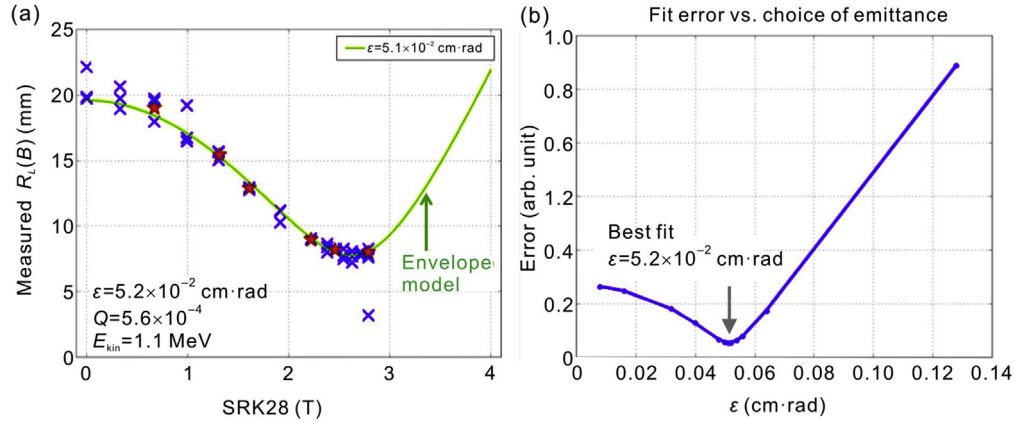 (a)
25
20
15
10
5
0
Measured R_L(B) (mm)
ε=5.1×10⁻² cm·rad
Envelope
model
ε=5.2×10⁻² cm·rad
Q=5.6×10⁻⁴
E_kin=1.1 MeV
0 1 2 3 4
SRK28 (T)
(b)
Fit error vs. choice of emittance
1.0
0.8
0.6
1.2
0.4
0.2
0
Error (arb. unit)
Best fit
ε=5.2×10⁻² cm·rad
0 0.02 0.04 0.06 0.08 0.10 0.12 0.14
ε (cm·rad)